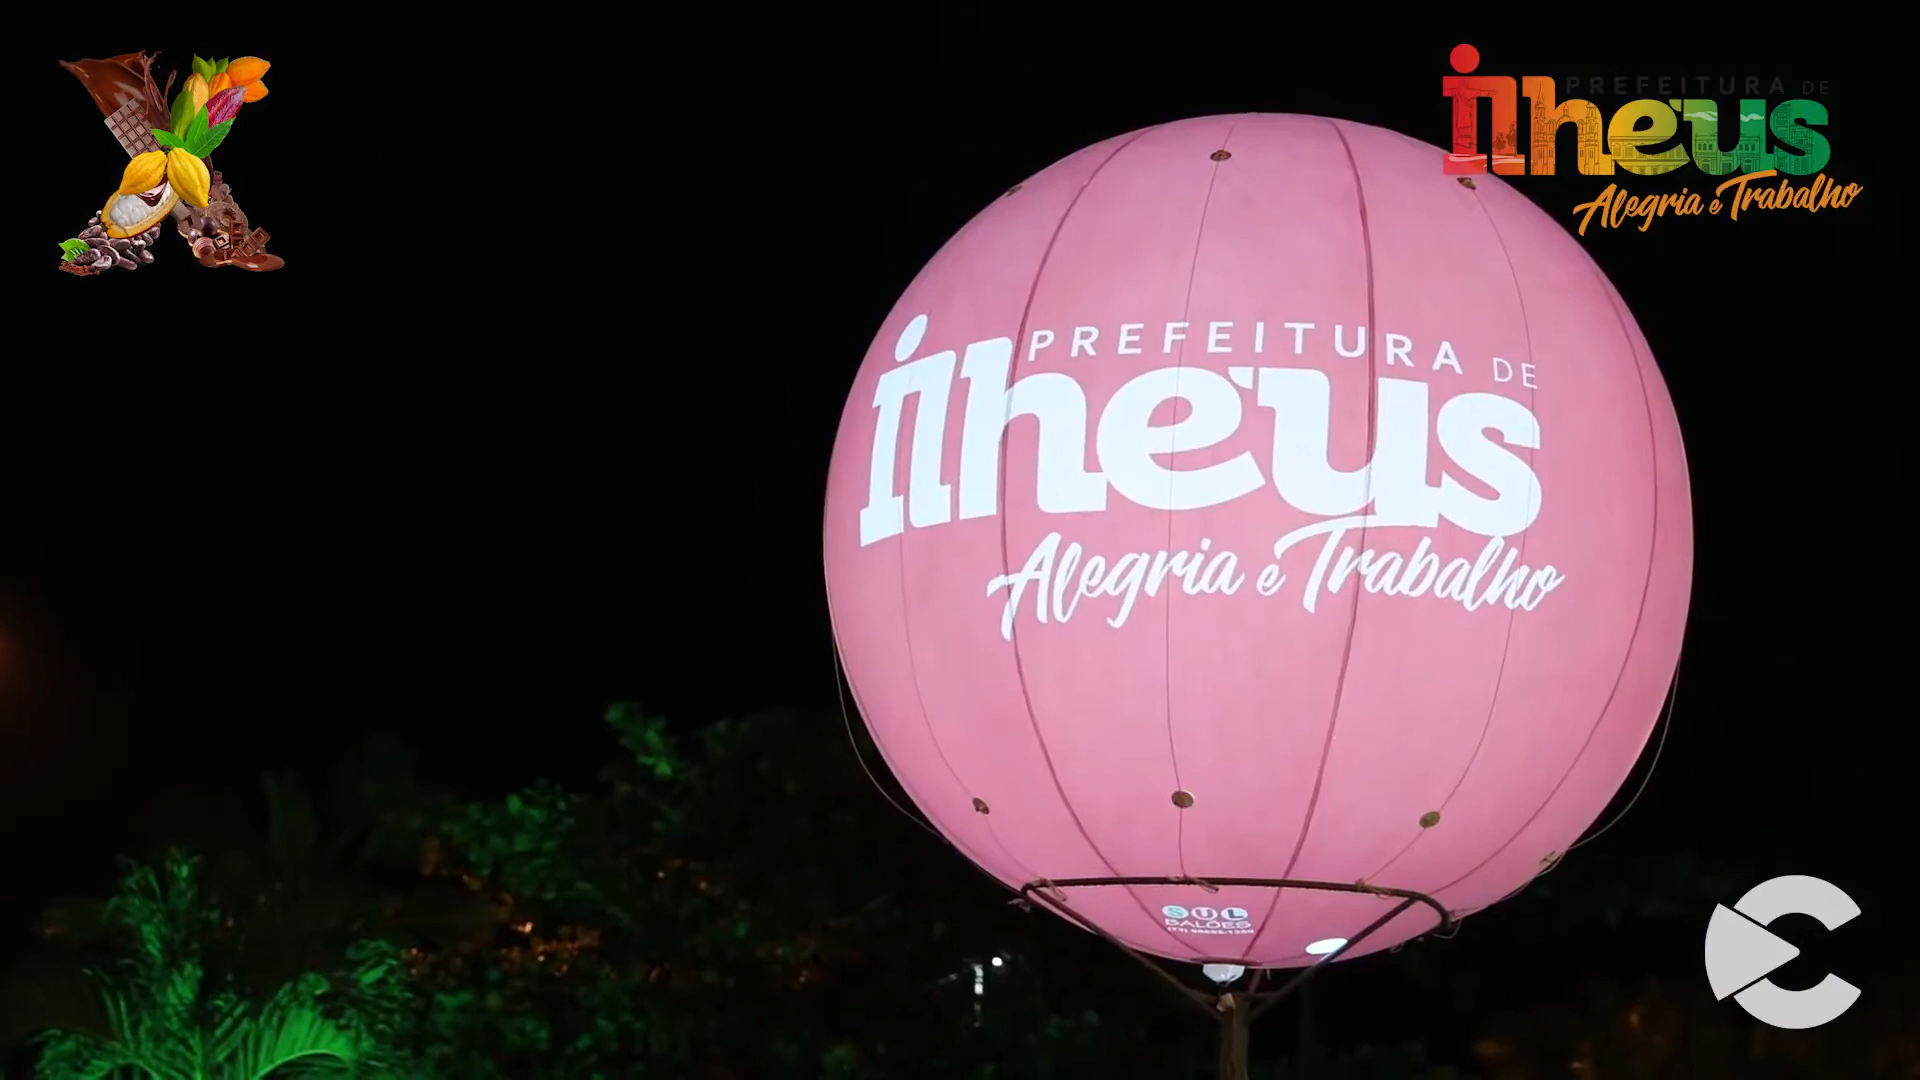 PREFEITURA DE
ilhéus
Alegria e Trabalho
PREFEITURA DE
ilhéus
Alegria e Trabalho
SUL
BALÕES